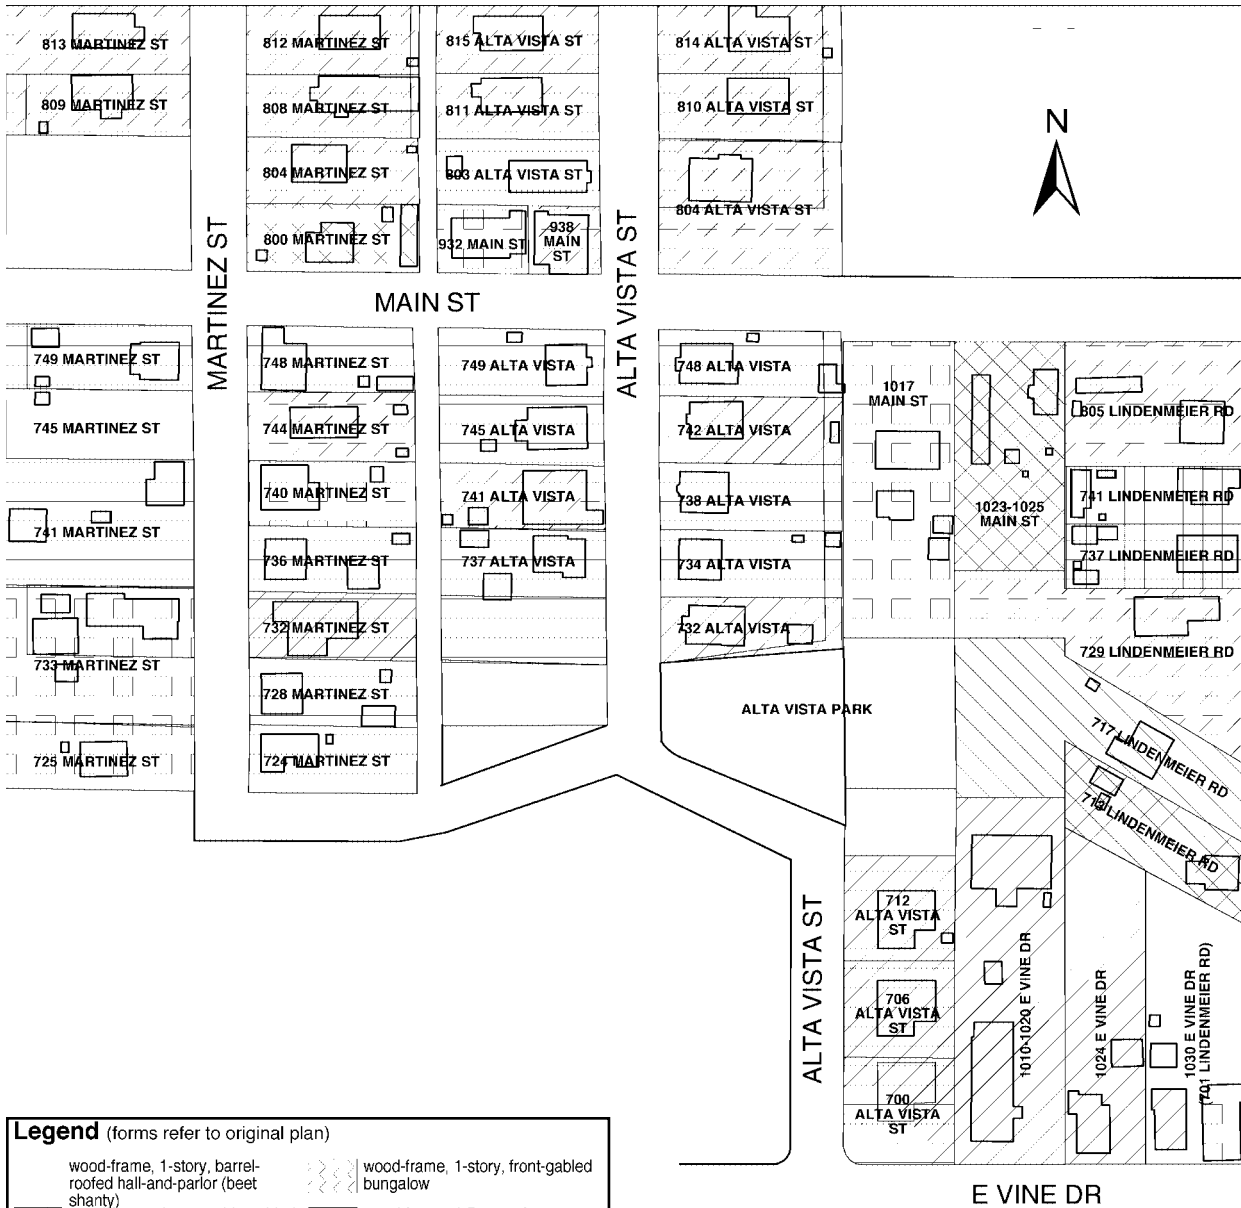 813 MARTINEZ ST
812 MARTINEZ ST
815 ALTA VISTA ST
814 ALTA VISTA ST
809 MARTINEZ ST
808 MARTINEZ ST
811 ALTA VISTA ST
810 ALTA VISTA ST
N
804 MARTINEZ ST
803 ALTA VISTA ST
804 ALTA VISTA ST
800 MARTINEZ ST
932 MAIN ST
938
MAIN
ST
MARTINEZ ST
MAIN ST
ALTA VISTA ST
749 MARTINEZ ST
748 MARTINEZ ST
749 ALTA VISTA
748 ALTA VISTA
1017
MAIN ST
805 LINDENMEIER RD
745 MARTINEZ ST
744 MARTINEZ ST
745 ALTA VISTA
742 ALTA VISTA
740 MARTINEZ ST
741 ALTA VISTA
738 ALTA VISTA
1023-1025
MAIN ST
741 LINDENMEIER RD
741 MARTINEZ ST
736 MARTINEZ ST
737 ALTA VISTA
734 ALTA VISTA
737 LINDENMEIER RD
732 MARTINEZ ST
732 ALTA VISTA
733 MARTINEZ ST
729 LINDENMEIER RD
728 MARTINEZ ST
ALTA VISTA PARK
717 LINDENMEIER RD
725 MARTINEZ ST
724 MARTINEZ ST
713 LINDENMEIER RD
712
ALTA VISTA
ST
ALTA VISTA ST
706
ALTA VISTA
ST
1010-1020 E VINE DR
1024 E VINE DR
1030 E VINE DR
(701 LINDENMEIER RD)
700
ALTA VISTA
ST
E VINE DR
Legend (forms refer to original plan)
wood-frame, 1-story, barrel-
roofed hall-and-parlor (beet
shanty)
wood-frame, 1-story, front-gabled
bungalow